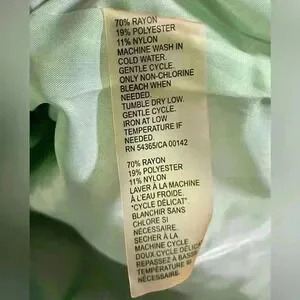 70% RAYON
19% POLYESTER
11% NYLON
MACHINE WASH IN
COLD WATER.
GENTLE CYCLE.
ONLY NON-CHLORINE
BLEACH WHEN
NEEDED.
TUMBLE DRY LOW.
GENTLE CYCLE.
IRON AT LOW
TEMPERATURE IF
NEEDED.
RN 54365/CA 00142
70% RAYON
19% POLYESTER
11% NYLON
LAVER À LA MACHINE
À L'EAU FROIDE
"CYCLE DÉLICAT"
BLANCHIR SANS
CHLORE SI
NÉCESSAIRE.
SÉCHER À LA
MACHINE CYCLE
DOUX CYCLE DÉLICAT
REPASSEZ À BASSE
TEMPÉRATURE SI
NÉCESSAIRE